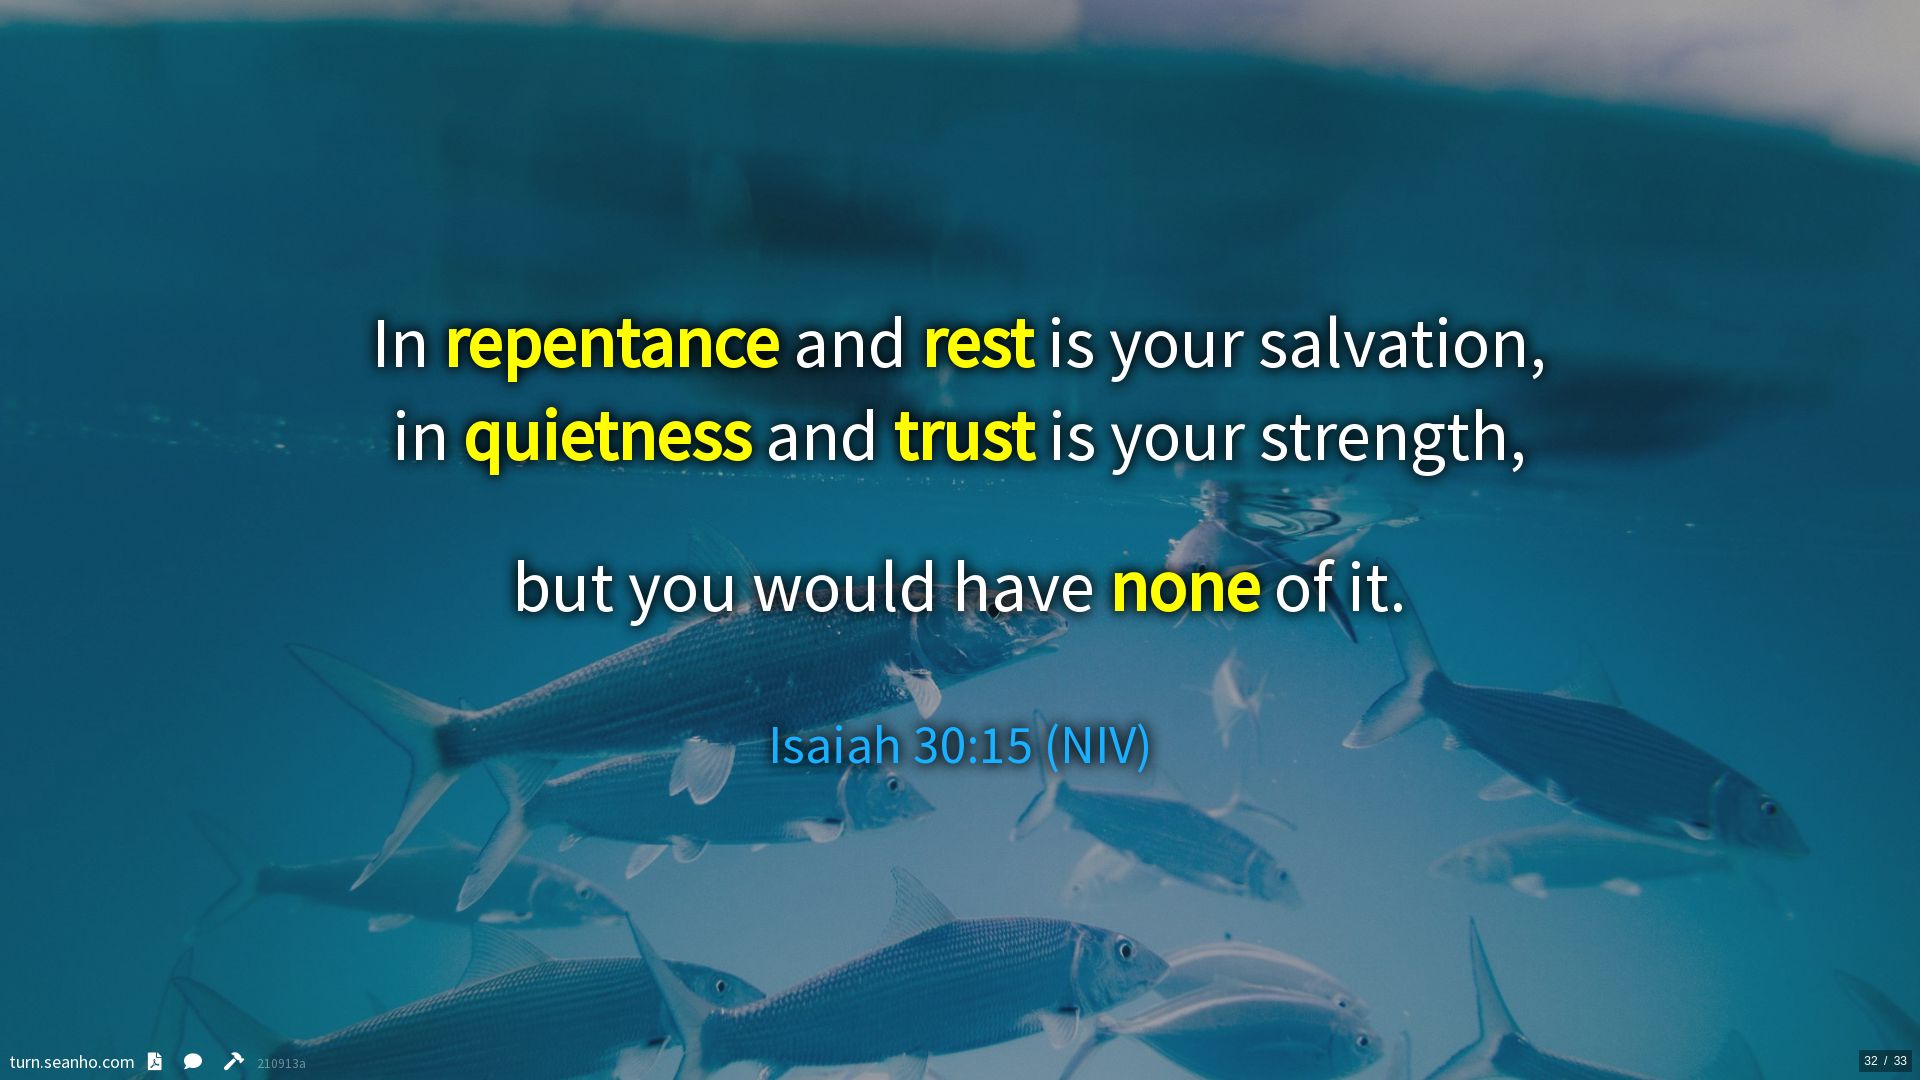 In repentance and rest is your salvation,
in quietness and trust is your strength,
but you would have none of it.
Isaiah 30:15 (NIV)
turn.seanho.com 210913a
32 / 33